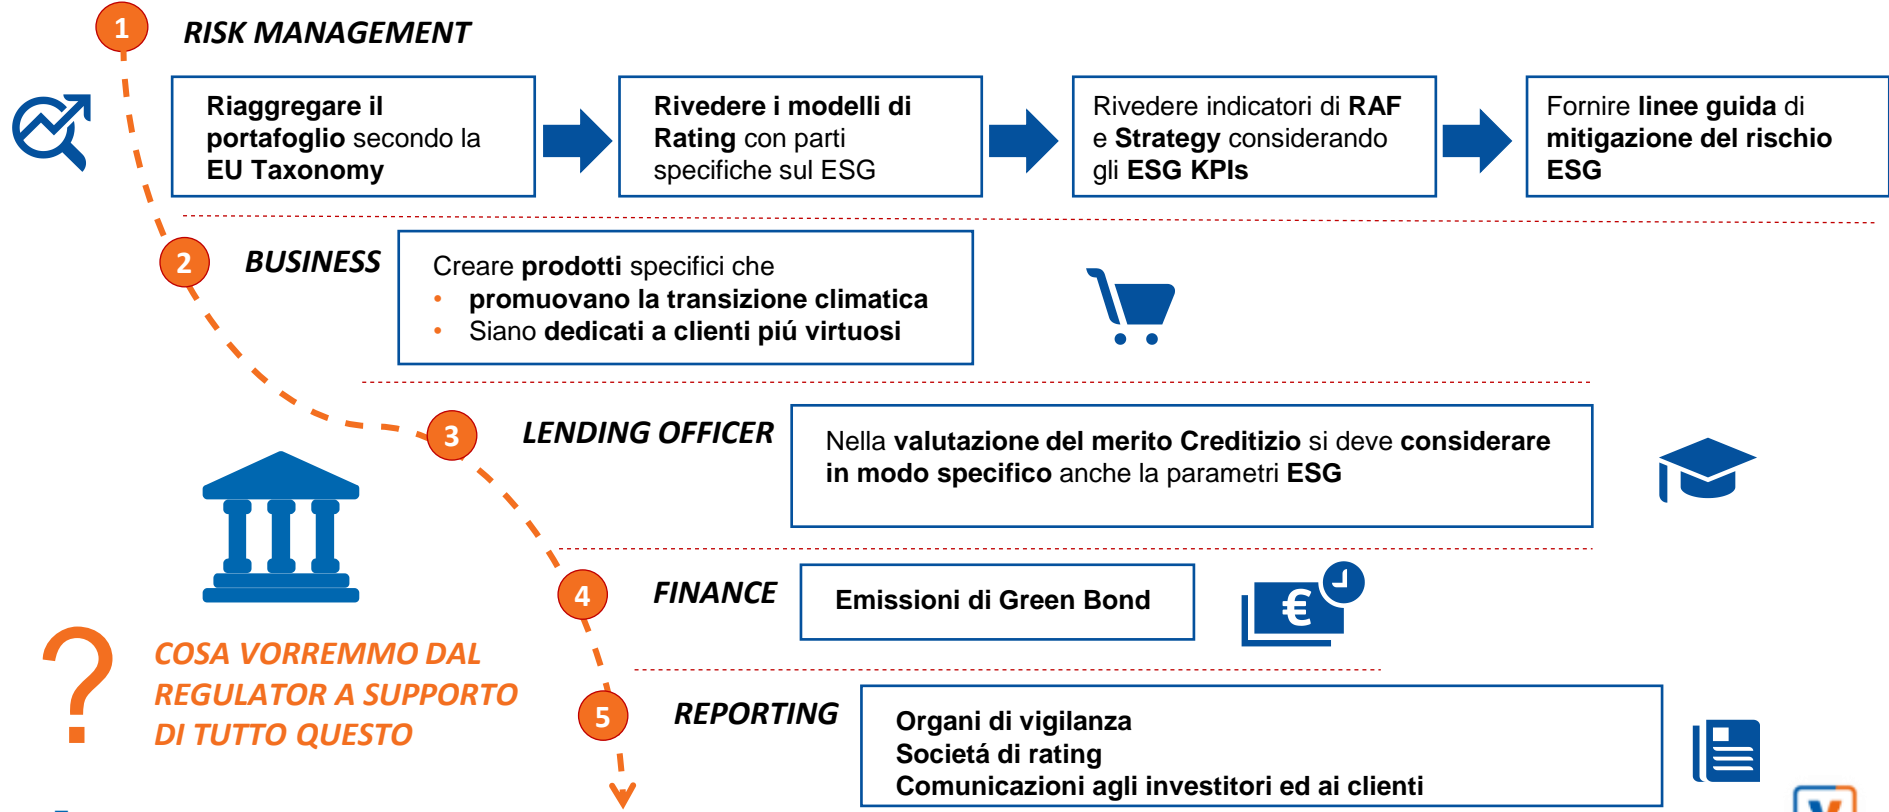 1
RISK MANAGEMENT
Riaggregare il
portafoglio secondo la
EU Taxonomy
Rivedere i modelli di
Rating con parti
specifiche sul ESG
Rivedere indicatori di RAF
e Strategy considerando
gli ESG KPIs
Fornire linee guida di
mitigazione del rischio
ESG
2
BUSINESS
Creare prodotti specifici che
• promuovano la transizione climatica
• Siano dedicati a clienti piú virtuosi
3
LENDING OFFICER
Nella valutazione del merito Creditizio si deve considerare
in modo specifico anche la parametri ESG
4
FINANCE
Emissioni di Green Bond
€
?
COSA VORREMMO DAL
REGULATOR A SUPPORTO
DI TUTTO QUESTO
5
REPORTING
Organi di vigilanza
Societá di rating
Comunicazioni agli investitori ed ai clienti